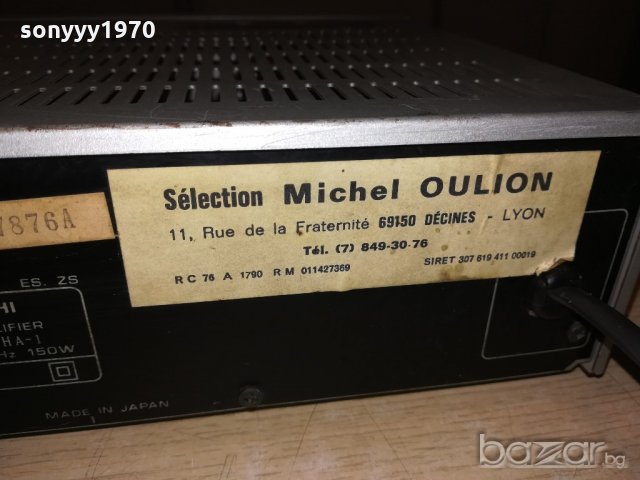 sonyyy1970
7876A
Sélection Michel OULION
11, Rue de la Fraternité 69150 DÉCINES - LYON
Tél. (7) 849-30-76
RC 76 A 1790 RM 011427369 SIRET 307 619 411 00019
ES. ZS
HI
LIFIER
HA-1
Hz 150W
MADE IN JAPAN
bazar.bg